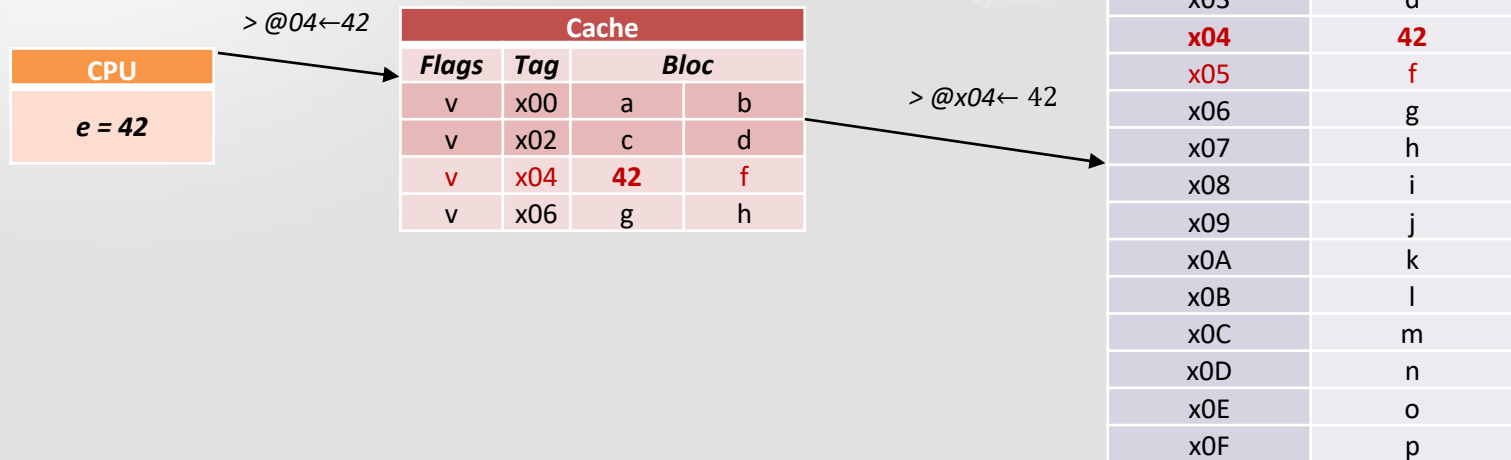 > @04←42
CPU
e = 42
Cache
Flags Tag Bloc
v x00 a b
v x02 c d
v x04 42 f
v x06 g h
> @x04← 42
x03 d
x04 42
x05 f
x06 g
x07 h
x08 i
x09 j
x0A k
x0B l
x0C m
x0D n
x0E o
x0F p